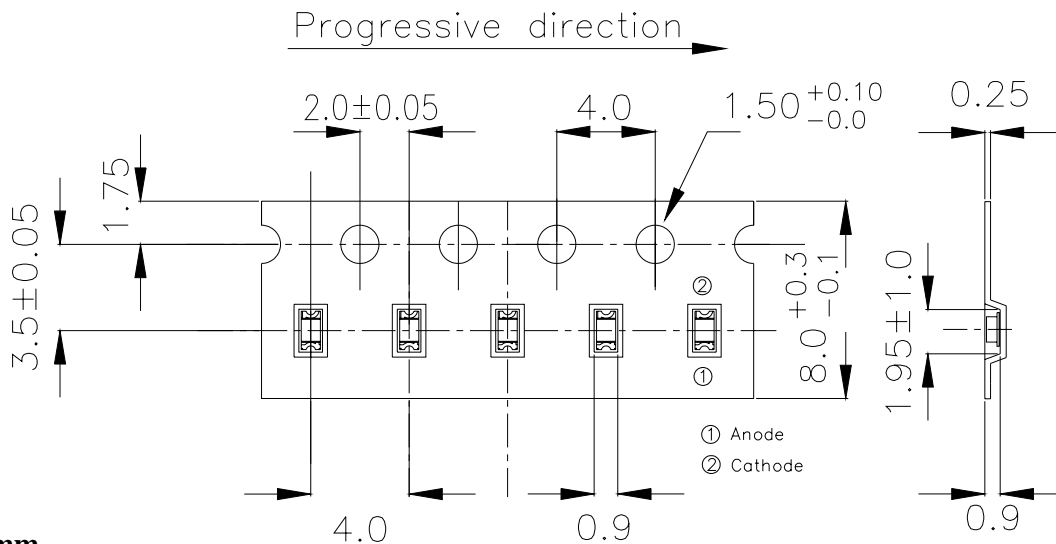 Progressive direction
2.0±0.05
4.0
1.50 +0.10 -0.0
0.25
1.75
3.5±0.05
8.0 +0.3 -0.1
1.95±1.0
②
①
① Anode
② Cathode
4.0
0.9
0.9
mm